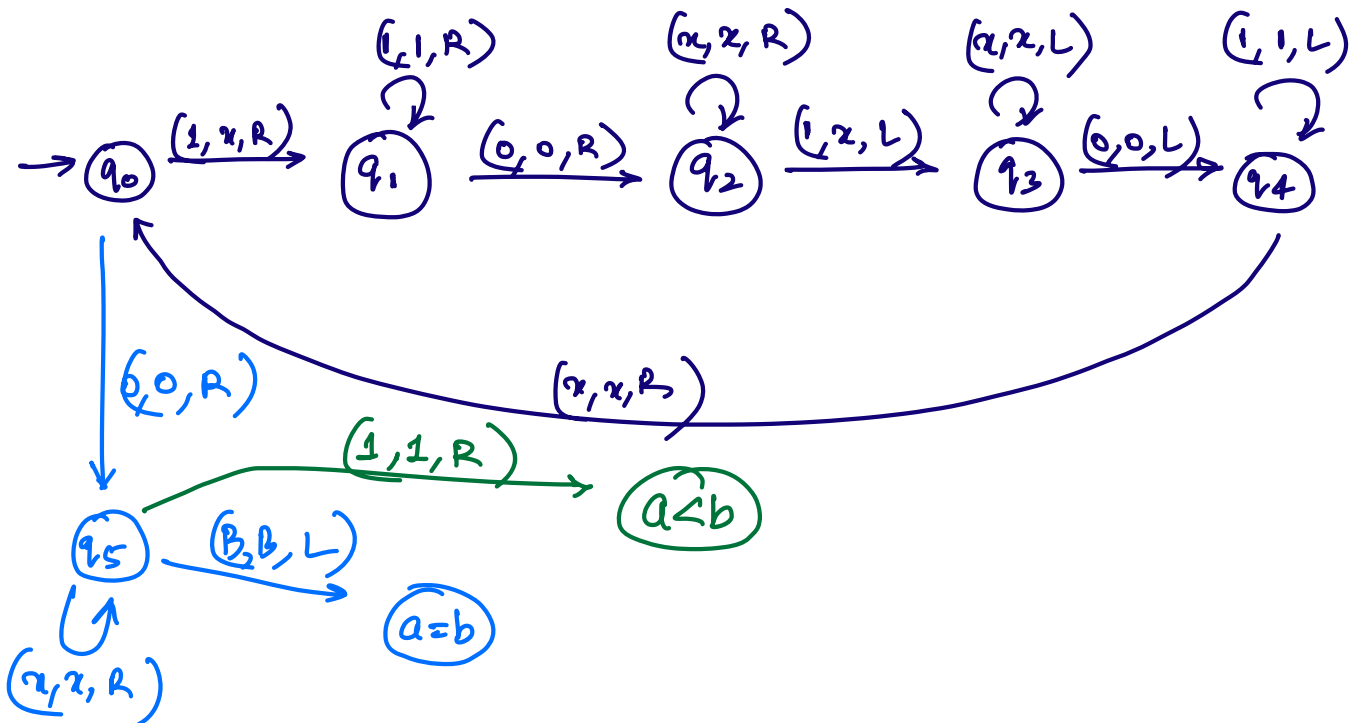 (1,1,R) (x,x,R) (x,x,L) (1,1,L)
(1,x,R) (0,0,R) (1,x,L) (0,0,L)
q0 q1 q2 q3 q4
(0,0,R) (x,x,R)
(1,1,R)
a<b
q5 (B,B,L)
a=b
(x,x,R)